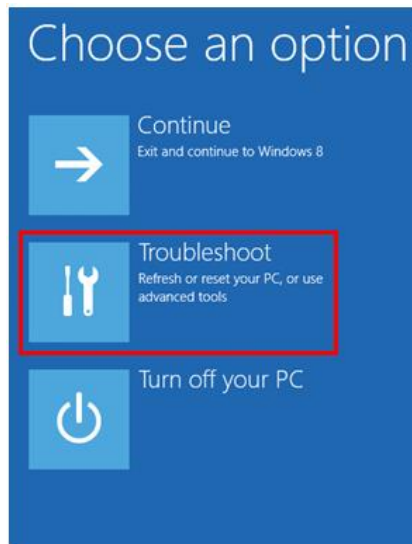 Choose an option
Continue
Exit and continue to Windows 8
Troubleshoot
Refresh or reset your PC, or use
advanced tools
Turn off your PC